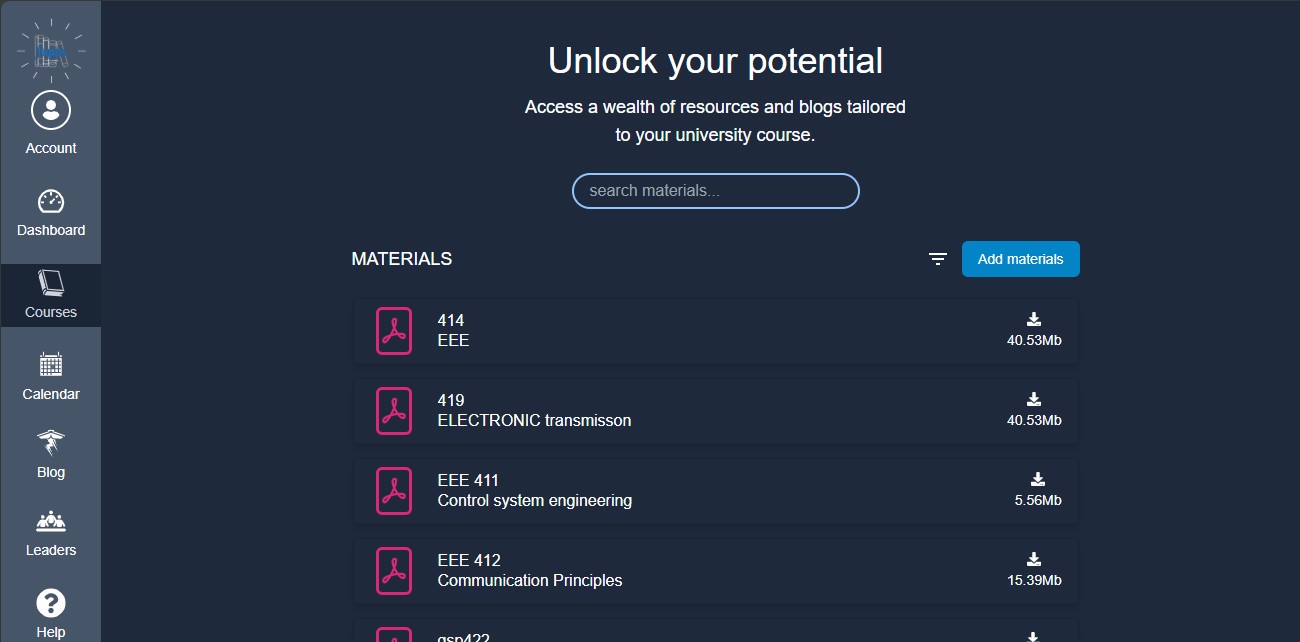 Account
Dashboard
Courses
Calendar
Blog
Leaders
Help
Unlock your potential
Access a wealth of resources and blogs tailored
to your university course.
search materials...
MATERIALS
Add materials
414
EEE
40.53Mb
419
ELECTRONIC transmisson
40.53Mb
EEE 411
Control system engineering
5.56Mb
EEE 412
Communication Principles
15.39Mb
gsp422